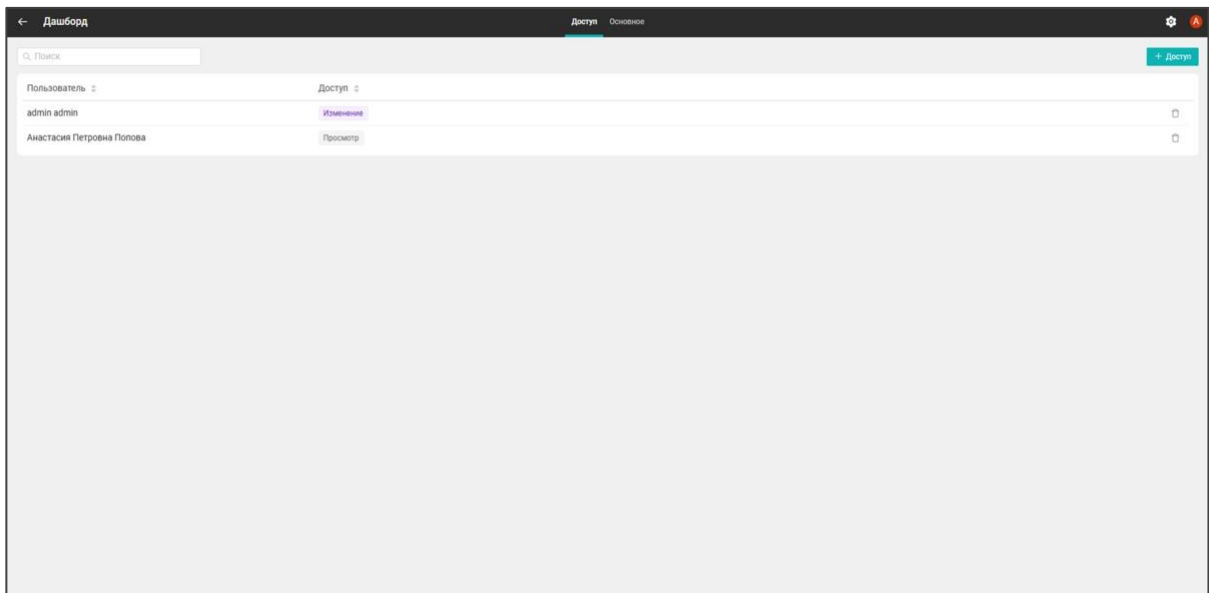 Дашборд
Доступ Основное
А
Поиск
+ Доступ
Пользователь Доступ
admin admin Изменение
Анастасия Петровна Попова Просмотр